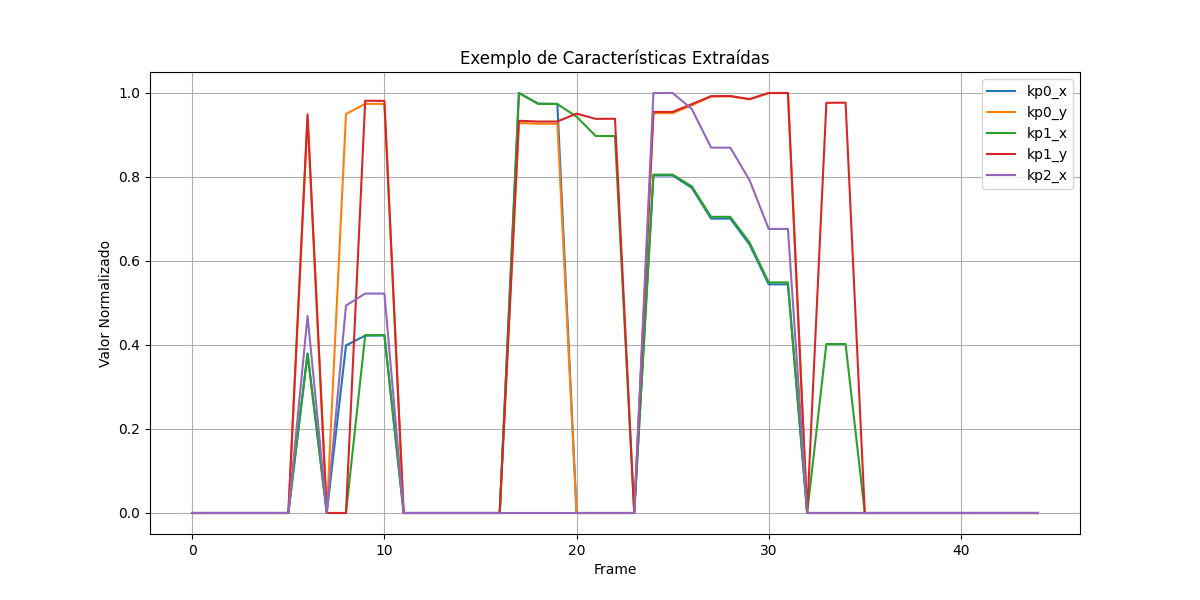 Exemplo de Características Extraídas
kp0_x
kp0_y
kp1_x
kp1_y
kp2_x
Valor Normalizado
1.0
0.8
0.6
0.4
0.2
0.0
0 10 20 30 40
Frame